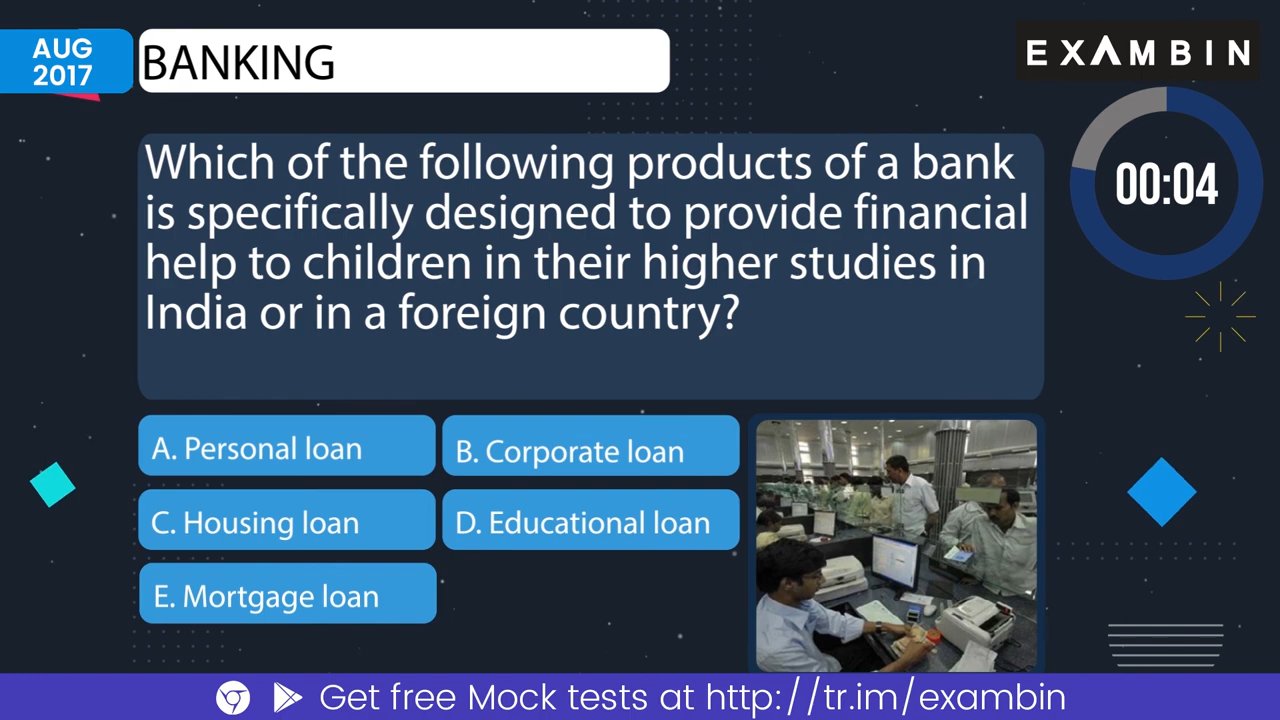 AUG
2017
BANKING
EXAMBIN
00:04
Which of the following products of a bank
is specifically designed to provide financial
help to children in their higher studies in
India or in a foreign country?
A. Personal loan
B. Corporate loan
C. Housing loan
D. Educational loan
E. Mortgage loan
Get free Mock tests at http://tr.im/exambin